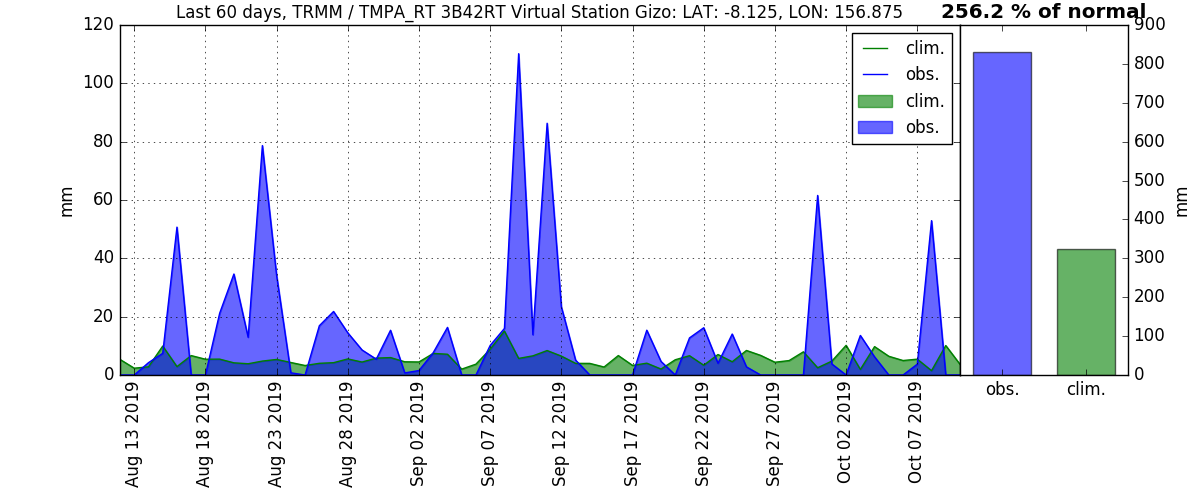 Last 60 days, TRMM / TMPA_RT 3B42RT Virtual Station Gizo: LAT: -8.125, LON: 156.875
256.2 % of normal
120
100
80
60
40
20
0
mm
clim.
obs.
clim.
obs.
900
800
700
600
500
400
300
200
100
0
mm
obs.
clim.
Aug 13 2019
Aug 18 2019
Aug 23 2019
Aug 28 2019
Sep 02 2019
Sep 07 2019
Sep 12 2019
Sep 17 2019
Sep 22 2019
Sep 27 2019
Oct 02 2019
Oct 07 2019